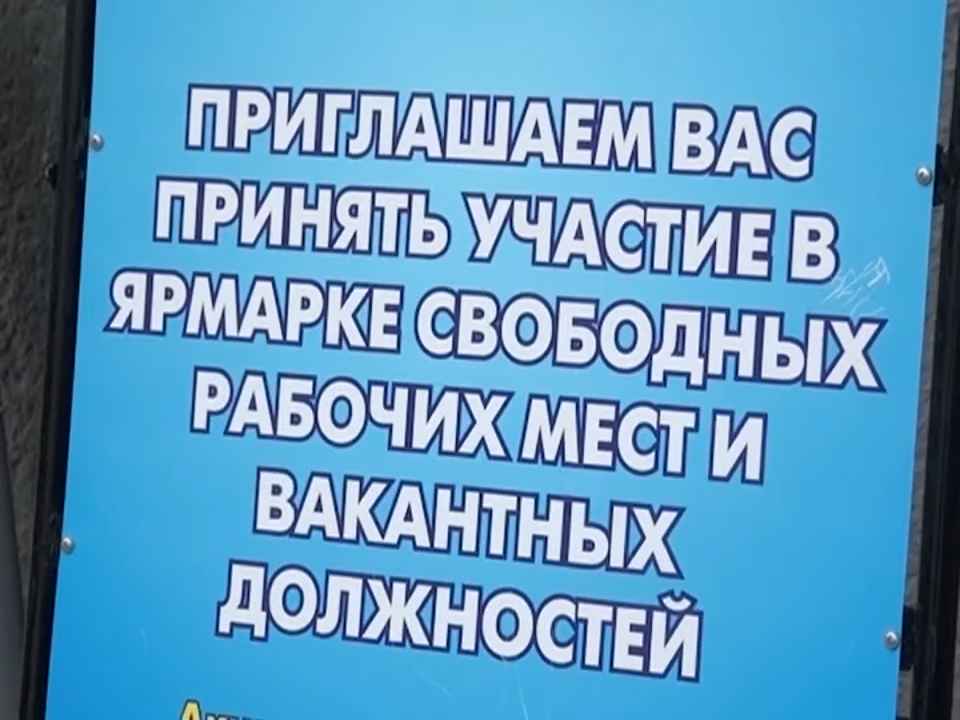 ПРИГЛАШАЕМ ВАС
ПРИНЯТЬ УЧАСТИЕ В
ЯРМАРКЕ СВОБОДНЫХ
РАБОЧИХ МЕСТ И
ВАКАНТНЫХ
ДОЛЖНОСТЕЙ